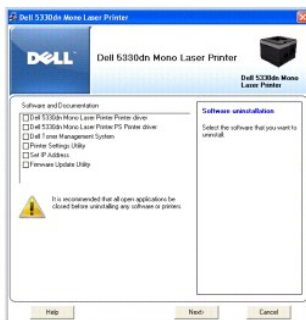 Dell 5330dn Mono Laser Printer
DELL
Dell 5330dn Mono Laser Printer
Dell 5330dn Mono
Laser Printer
Software and Documentation
Dell 5330dn Mono Laser Printer Printer driver
Dell 5330dn Mono Laser Printer PS Printer driver
Dell Toner Management System
Printer Settings Utility
Set IP Address
Firmware Update Utility
It is recommended that all open applications be
closed before uninstalling any software or printers.
Software uninstallation
Select the software that you want to
uninstall.
Help
Next>
Cancel